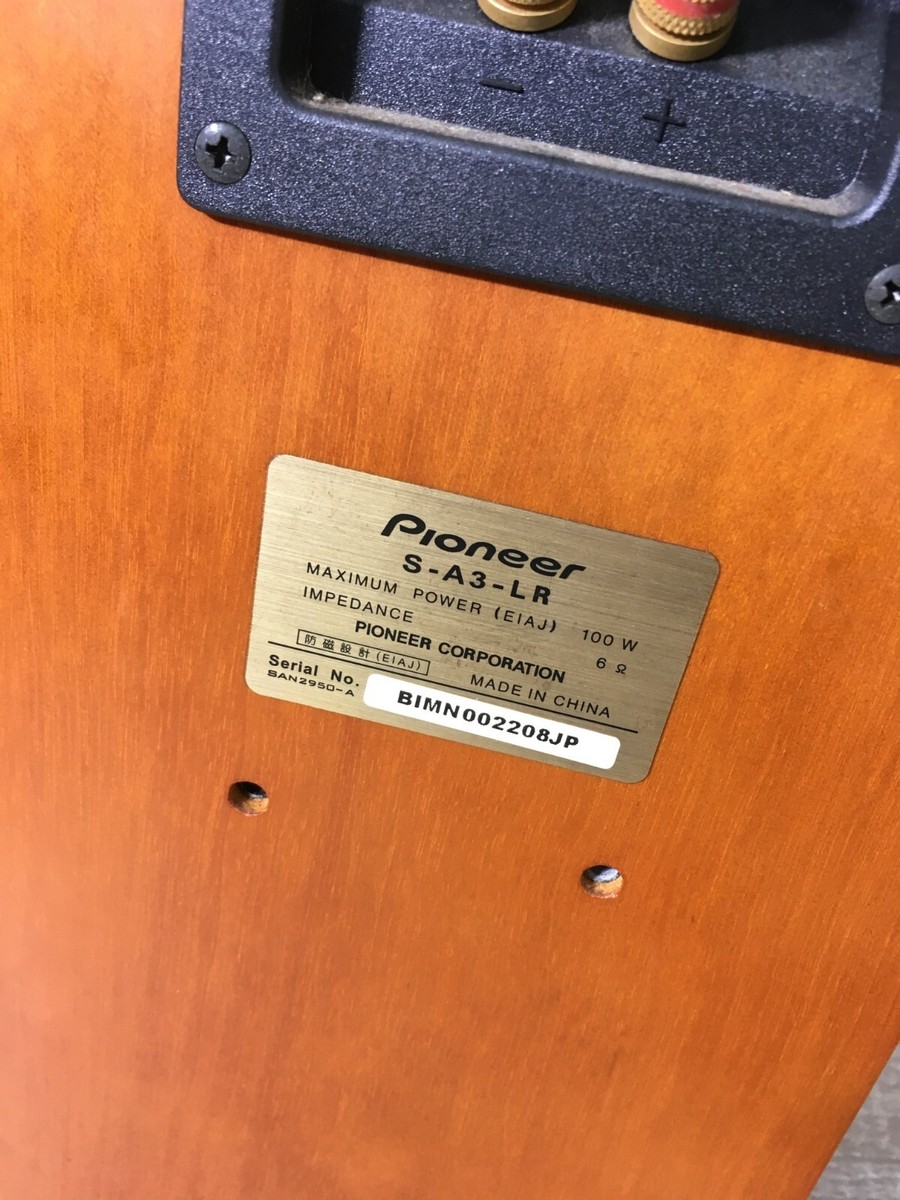 − +
Pioneer
S-A3-LR
MAXIMUM POWER (EIAJ) 100 W
IMPEDANCE 6 Ω
PIONEER CORPORATION
防磁設計(EIAJ) MADE IN CHINA
Serial No. BIMN002208JP
BAN2950-A